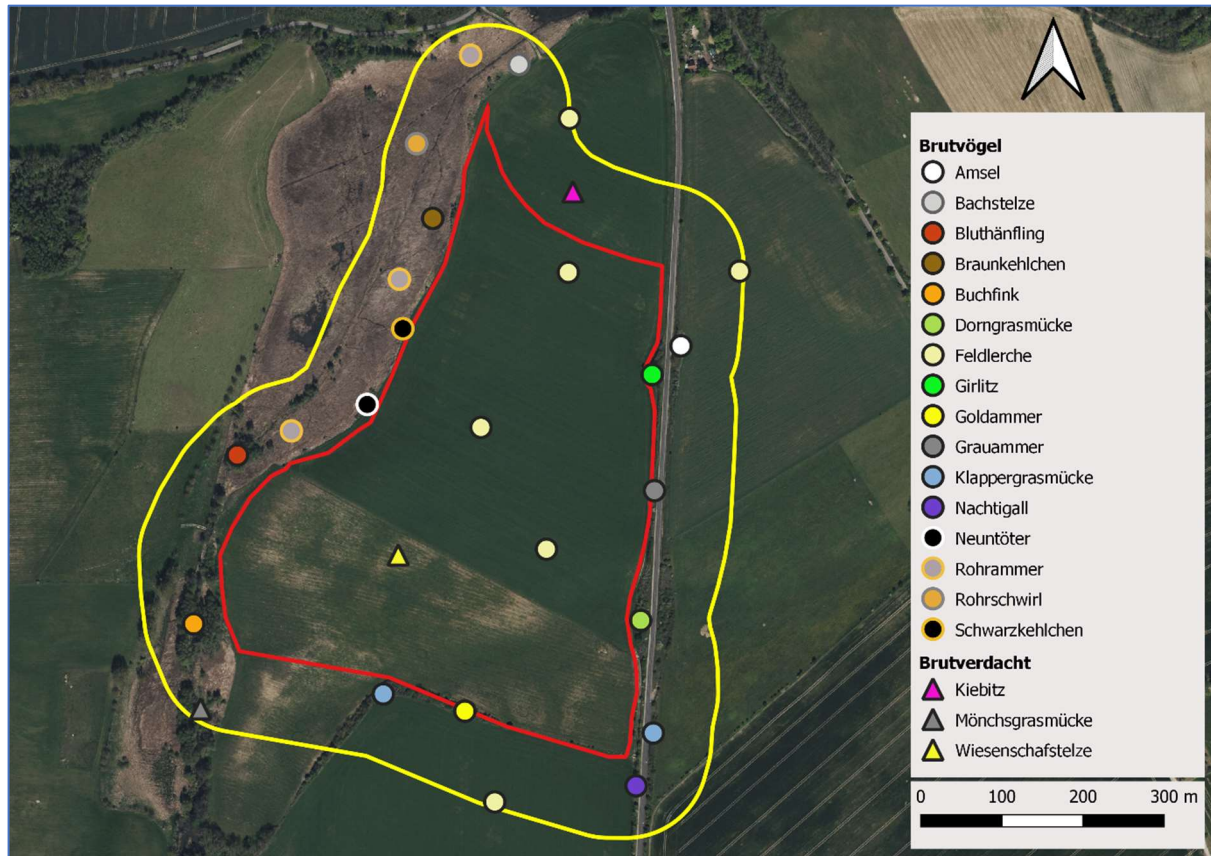 Brutvögel
Amsel
Bachstelze
Bluthänfling
Braunkehlchen
Buchfink
Dorngrasmücke
Feldlerche
Girlitz
Goldammer
Grauammer
Klappergrasmücke
Nachtigall
Neuntöter
Rohrammer
Rohrschwirl
Schwarzkehlchen
Brutverdacht
Kiebitz
Mönchsgrasmücke
Wiesenschafstelze
0 100 200 300 m